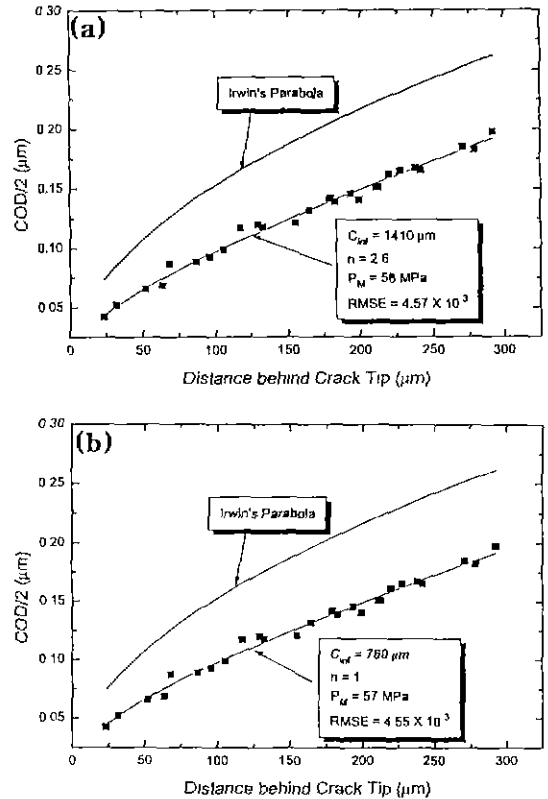 (a)
0.30
0.25
0.20
0.15
0.10
0.05
COD/2 (µm)
Irwin's Parabola
C_int = 1410 µm
n = 2 6
P_M = 56 MPa
RMSE = 4.57 X 10^3
0 50 100 150 200 250 300
Distance behind Crack Tip (µm)
(b)
0 30
0.25
0.20
0.15
0.10
0.05
COD/2 (µm)
Irwin's Parabola
C_int = 780 µm
n = 1
P_M = 57 MPa
RMSE = 4 55 X 10^3
0 50 100 150 200 250 300
Distance behind Crack Tip (µm)